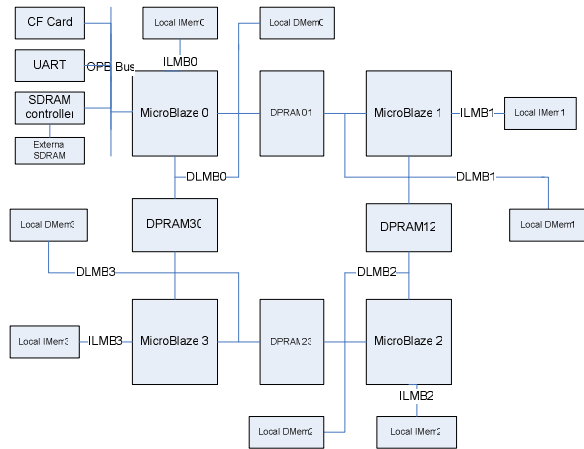 CF Card
Local IMem0
Local DMem0
UART
OPB Bus
ILMB0
SDRAM
controller
MicroBlaze 0
DPRAM01
MicroBlaze 1
ILMB1
Local IMem1
Externa
SDRAM
DLMB0
DLMB1
DPRAM30
DPRAM12
Local DMem3
Local DMem1
DLMB3
DLMB2
Local IMem3
ILMB3
MicroBlaze 3
DPRAM23
MicroBlaze 2
ILMB2
Local DMem2
Local IMem2